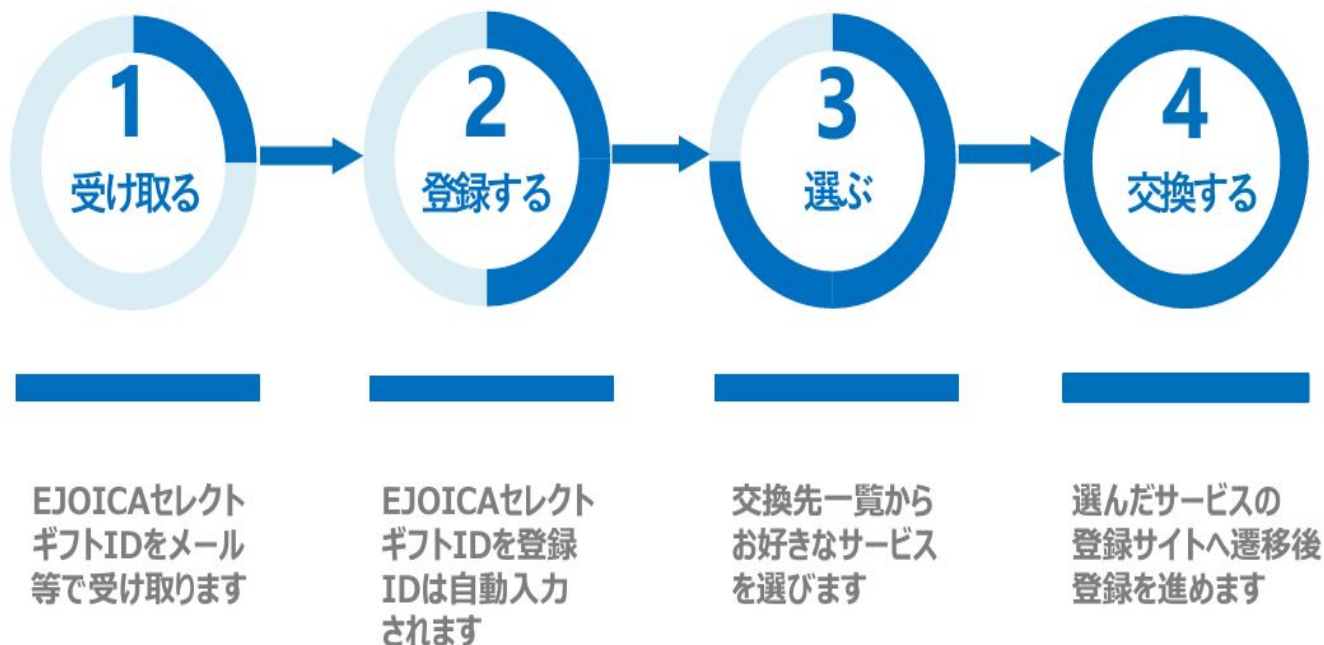 1
受け取る
2
登録する
3
選ぶ
4
交換する
EJOICAセレクト
ギフトIDをメール
等で受け取ります
EJOICAセレクト
ギフトIDを登録
IDは自動入力
されます
交換先一覧から
お好きなサービス
を選びます
選んだサービスの
登録サイトへ遷移後
登録を進めます